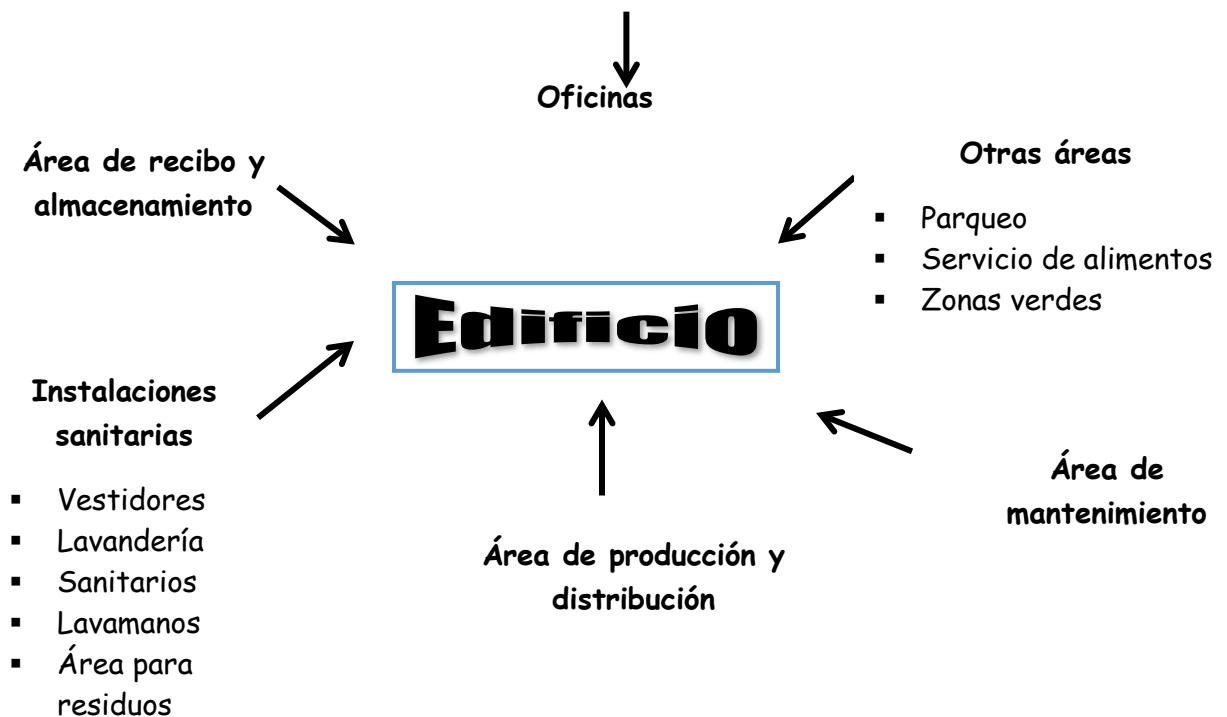 Oficinas
Área de recibo y
almacenamiento
Otras áreas
▪ Parqueo
▪ Servicio de alimentos
▪ Zonas verdes
Edificio
Instalaciones
sanitarias
▪ Vestidores
▪ Lavandería
▪ Sanitarios
▪ Lavamanos
▪ Área para
residuos
Área de producción y
distribución
Área de
mantenimiento